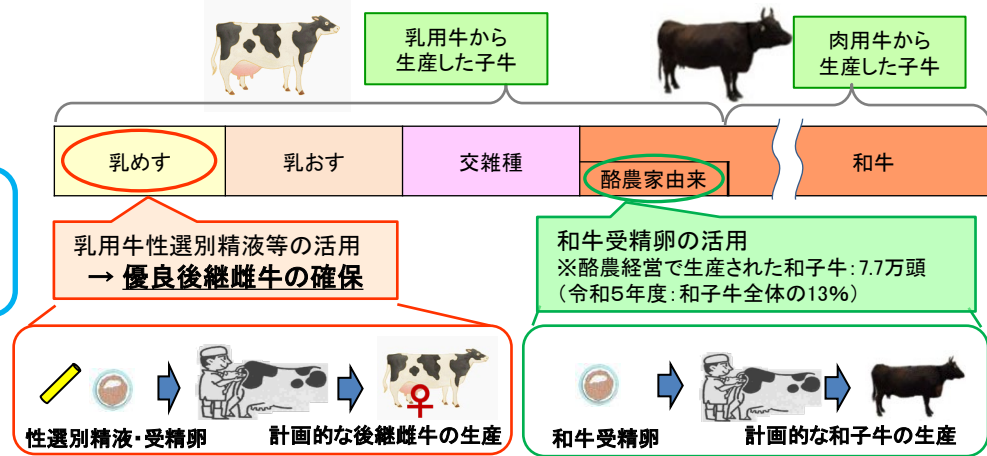 乳用牛から
生産した子牛
肉用牛から
生産した子牛
乳めす
乳おす
交雑種
酪農家由来
和牛
乳用牛性選別精液等の活用
→ 優良後継雌牛の確保
和牛受精卵の活用
※酪農経営で生産された和子牛：7.7万頭
（令和5年度：和子牛全体の13%）
性選別精液・受精卵
計画的な後継雌牛の生産
和牛受精卵
計画的な和子牛の生産